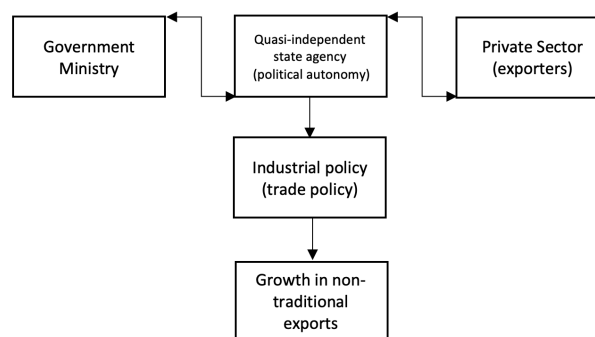 Government
Ministry
Quasi-independent
state agency
(political autonomy)
Private Sector
(exporters)
Industrial policy
(trade policy)
Growth in non-
traditional
exports